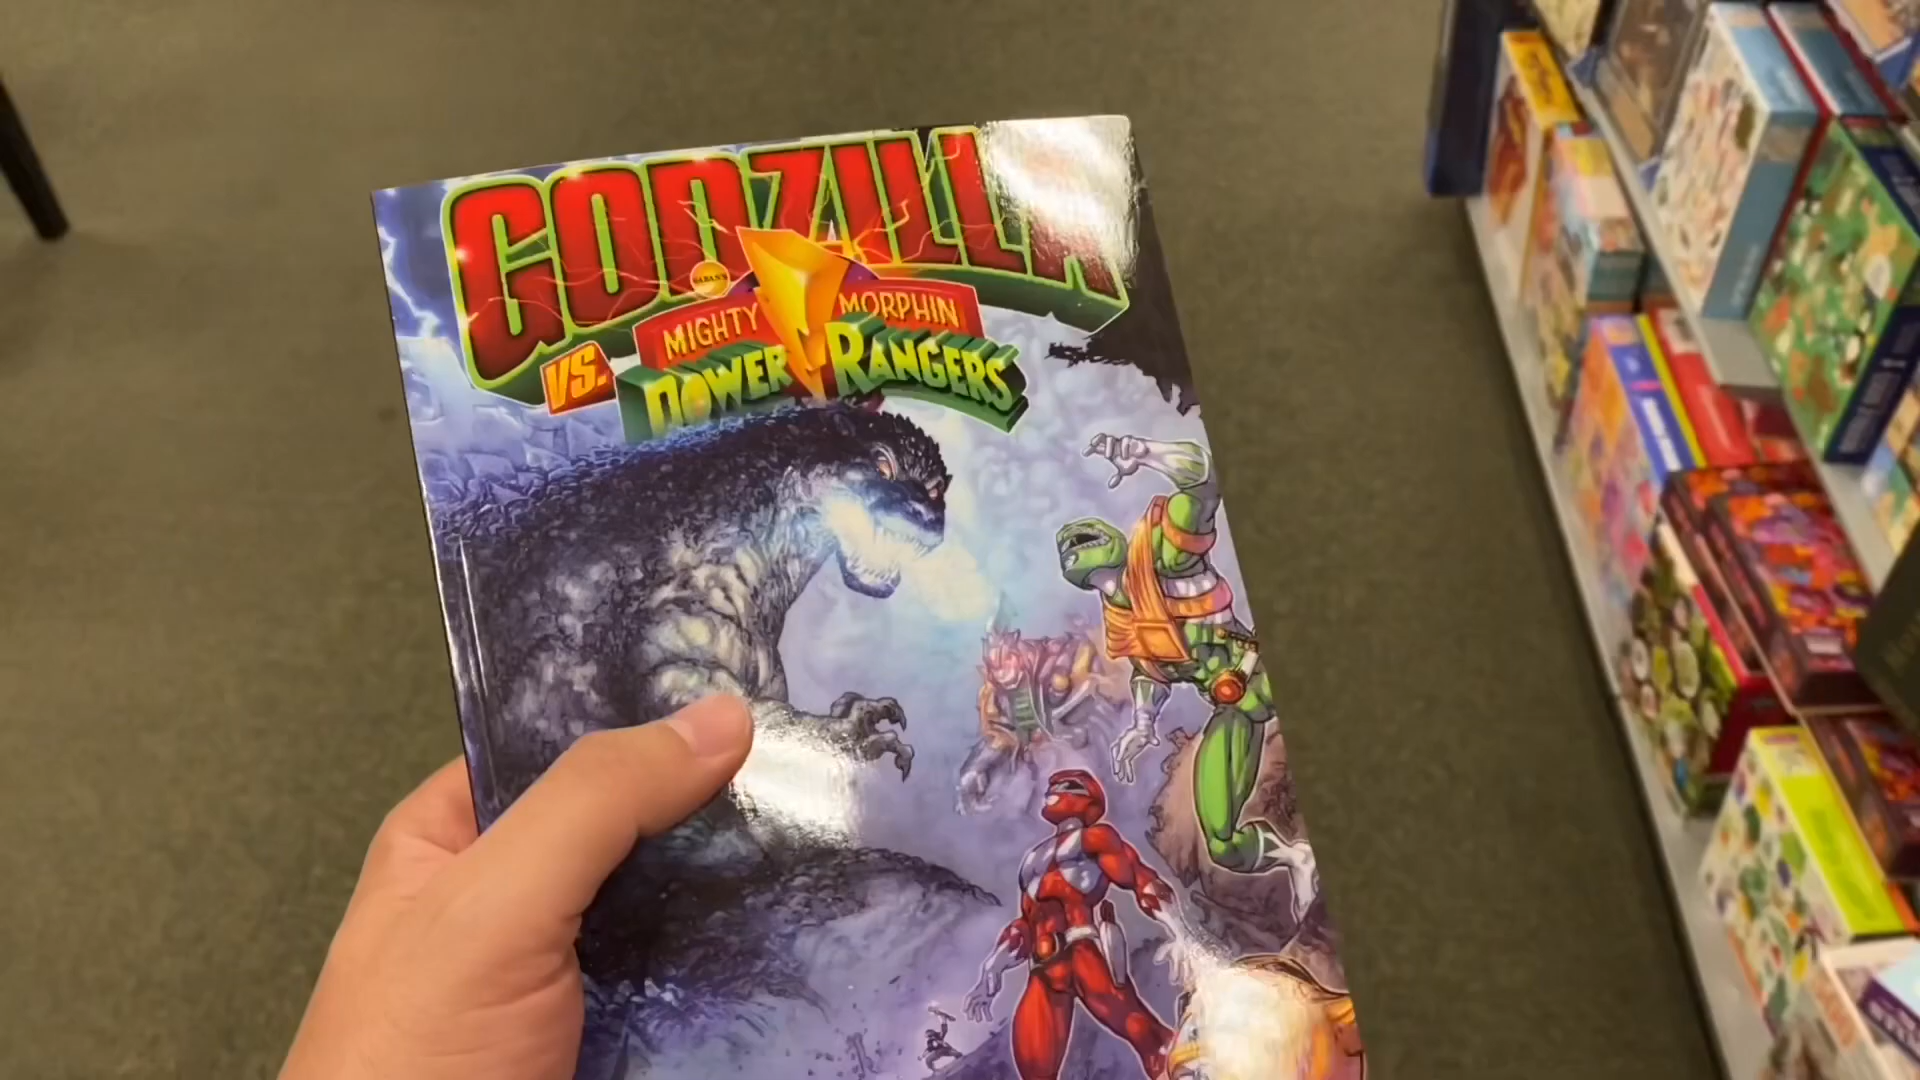 GODZILLA
SABAN'S
VS.
MIGHTY MORPHIN
POWER RANGERS